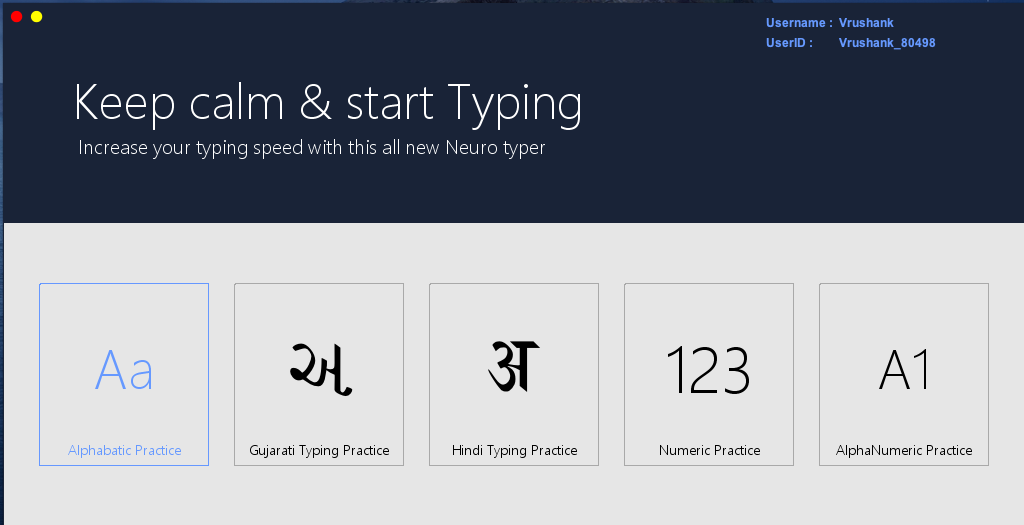 Username : Vrushank
UserID : Vrushank_80498
Keep calm & start Typing
Increase your typing speed with this all new Neuro typer
Aa
અ
अ
123
A1
Alphabatic Practice
Gujarati Typing Practice
Hindi Typing Practice
Numeric Practice
AlphaNumeric Practice